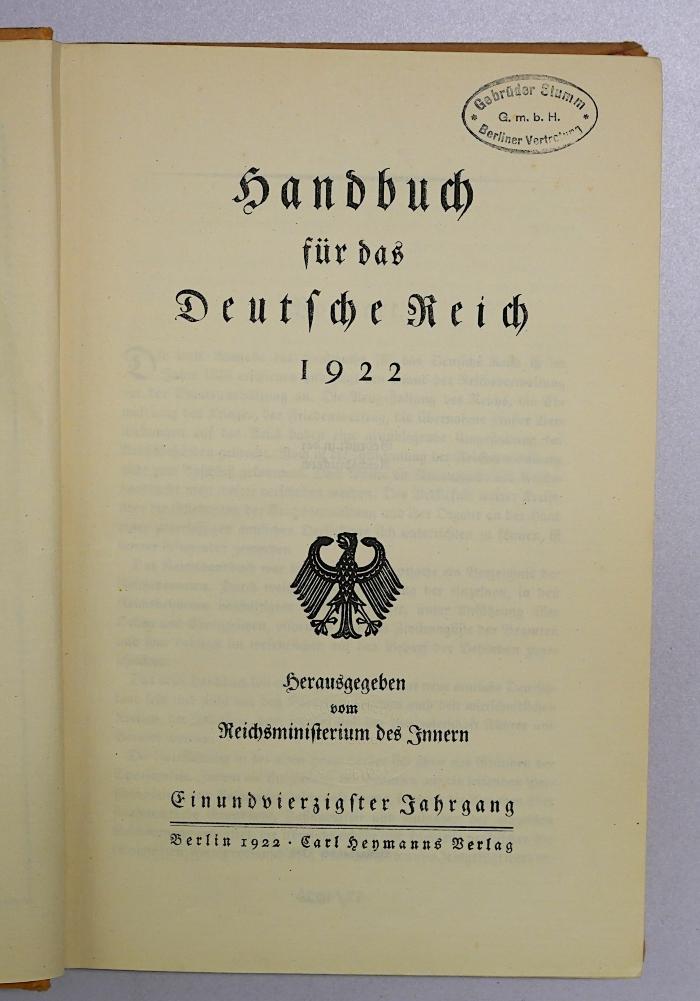 Gebrüder Stumm
G. m. b. H.
Berliner Vertretung
Handbuch
für das
Deutsche Reich
1922
Herausgegeben
vom
Reichsministerium des Innern
Einundvierzigster Jahrgang
Berlin 1922 · Carl Heymanns Verlag